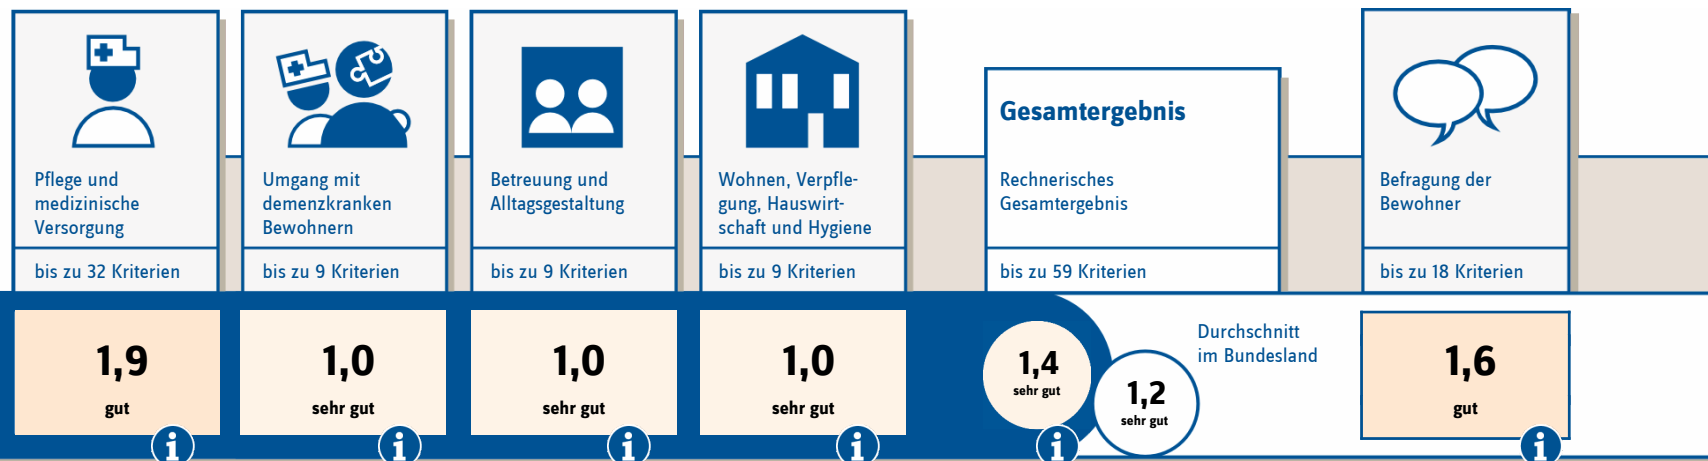 Pflege und
medizinische
Versorgung
bis zu 32 Kriterien
1,9
gut
i
Umgang mit
demenzkranken
Bewohnern
bis zu 9 Kriterien
1,0
sehr gut
i
Betreuung und
Alltagsgestaltung
bis zu 9 Kriterien
1,0
sehr gut
i
Wohnen, Verpfle-
gung, Hauswirt-
schaft und Hygiene
bis zu 9 Kriterien
1,0
sehr gut
i
Gesamtergebnis
Rechnerisches
Gesamtergebnis
bis zu 59 Kriterien
1,4
sehr gut
i
1,2
sehr gut
Durchschnitt
im Bundesland
Befragung der
Bewohner
bis zu 18 Kriterien
1,6
gut
i